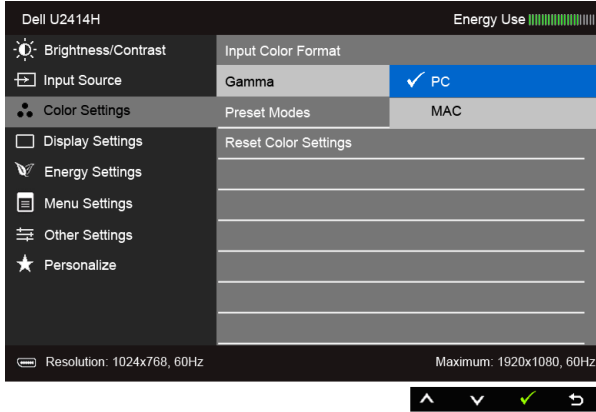 Dell U2414H Energy Use
Brightness/Contrast Input Color Format
Input Source Gamma PC
Color Settings Preset Modes MAC
Display Settings Reset Color Settings
Energy Settings
Menu Settings
Other Settings
Personalize
Resolution: 1024x768, 60Hz Maximum: 1920x1080, 60Hz